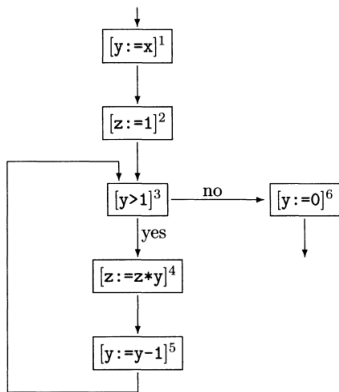 [y:=x]¹
[z:=1]²
[y>1]³ no [y:=0]⁶
yes
[z:=z*y]⁴
[y:=y-1]⁵